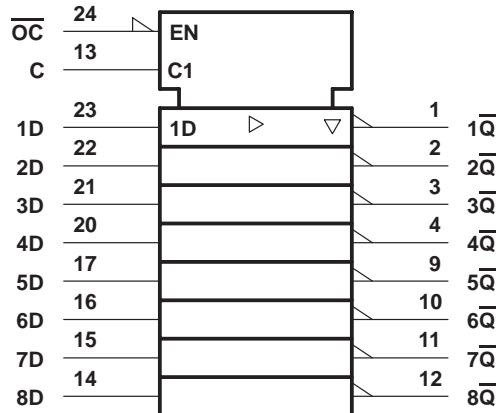 24
O̅C̅ EN
13
C C1
23 1
1D 1D 1Q̅
22 2
2D 2Q̅
21 3
3D 3Q̅
20 4
4D 4Q̅
17 9
5D 5Q̅
16 10
6D 6Q̅
15 11
7D 7Q̅
14 12
8D 8Q̅